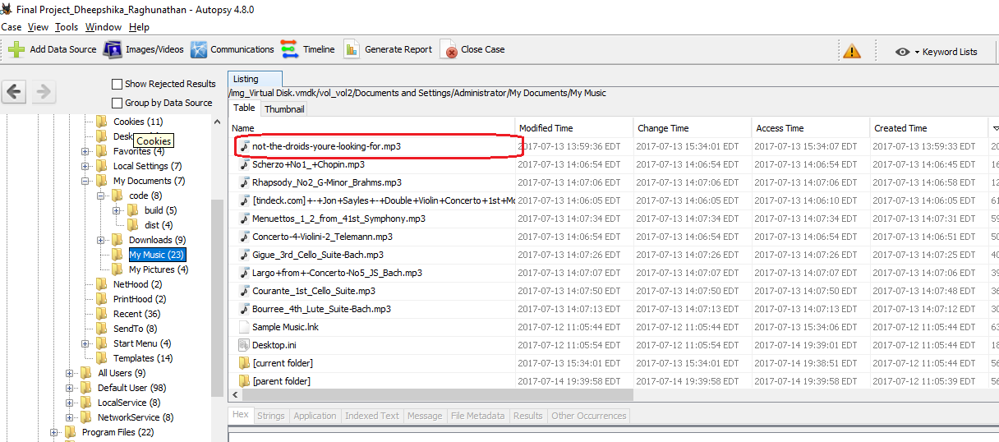 Final Project_Dheepshika_Raghunathan - Autopsy 4.8.0
Case View Tools Window Help
Add Data Source Images/Videos Communications Timeline Generate Report Close Case Keyword Lists
Show Rejected Results
Group by Data Source
Listing
/img_Virtual Disk.vmdk/vol_vol2/Documents and Settings/Administrator/My Documents/My Music
Table Thumbnail
Cookies (11)
Cookies
Favorites (4)
Local Settings (7)
My Documents (7)
code (8)
build (5)
dist (4)
Downloads (9)
My Music (23)
My Pictures (4)
NetHood (2)
PrintHood (2)
Recent (36)
SendTo (8)
Start Menu (4)
Templates (14)
All Users (9)
Default User (98)
LocalService (8)
NetworkService (8)
Program Files (22)
Name Modified Time Change Time Access Time Created Time
not-the-droids-youre-looking-for.mp3 2017-07-13 13:59:36 EDT 2017-07-13 15:34:01 EDT 2017-07-13 15:34:07 EDT 2017-07-13 13:59:33 EDT
Scherzo+No1_+Chopin.mp3 2017-07-13 14:06:54 EDT 2017-07-13 14:06:54 EDT 2017-07-13 14:06:54 EDT 2017-07-13 14:06:45 EDT
Rhapsody_No2_G-Minor_Brahms.mp3 2017-07-13 14:07:06 EDT 2017-07-13 14:07:06 EDT 2017-07-13 14:07:06 EDT 2017-07-13 14:06:58 EDT
[tindeck.com]+-+Jon+Sayles+-+Double+Violin+Concerto+1st+Mo 2017-07-13 14:06:05 EDT 2017-07-13 14:06:05 EDT 2017-07-13 14:06:10 EDT 2017-07-13 14:06:05 EDT
Menuettos_1_2_from_41st_Symphony.mp3 2017-07-13 14:07:34 EDT 2017-07-13 14:07:34 EDT 2017-07-13 14:07:34 EDT 2017-07-13 14:07:31 EDT
Concerto-4-Violini-2_Telemann.mp3 2017-07-13 14:06:54 EDT 2017-07-13 14:06:54 EDT 2017-07-13 14:06:54 EDT 2017-07-13 14:06:51 EDT
Gigue_3rd_Cello_Suite-Bach.mp3 2017-07-13 14:07:26 EDT 2017-07-13 14:07:26 EDT 2017-07-13 14:07:26 EDT 2017-07-13 14:07:25 EDT
Largo+from+-Concerto-No5_JS_Bach.mp3 2017-07-13 14:07:07 EDT 2017-07-13 14:07:07 EDT 2017-07-13 14:07:07 EDT 2017-07-13 14:07:06 EDT
Courante_1st_Cello_Suite.mp3 2017-07-13 14:07:50 EDT 2017-07-13 14:07:50 EDT 2017-07-13 14:07:50 EDT 2017-07-13 14:07:48 EDT
Bourree_4th_Lute_Suite-Bach.mp3 2017-07-13 14:07:13 EDT 2017-07-13 14:07:13 EDT 2017-07-13 14:07:13 EDT 2017-07-13 14:07:12 EDT
Sample Music.lnk 2017-07-12 11:05:44 EDT 2017-07-12 11:05:44 EDT 2017-07-12 11:05:44 EDT 2017-07-12 11:05:44 EDT
Desktop.ini 2017-07-12 11:05:44 EDT 2017-07-12 11:05:54 EDT 2017-07-14 19:39:01 EDT 2017-07-12 11:05:54 EDT
[current folder] 2017-07-13 15:34:01 EDT 2017-07-13 15:34:01 EDT 2017-07-14 19:38:51 EDT 2017-07-12 11:05:44 EDT
[parent folder] 2017-07-14 19:39:58 EDT 2017-07-14 19:39:58 EDT 2017-07-14 19:39:58 EDT 2017-07-12 11:05:39 EDT
Hex Strings Application Indexed Text Message File Metadata Results Other Occurrences